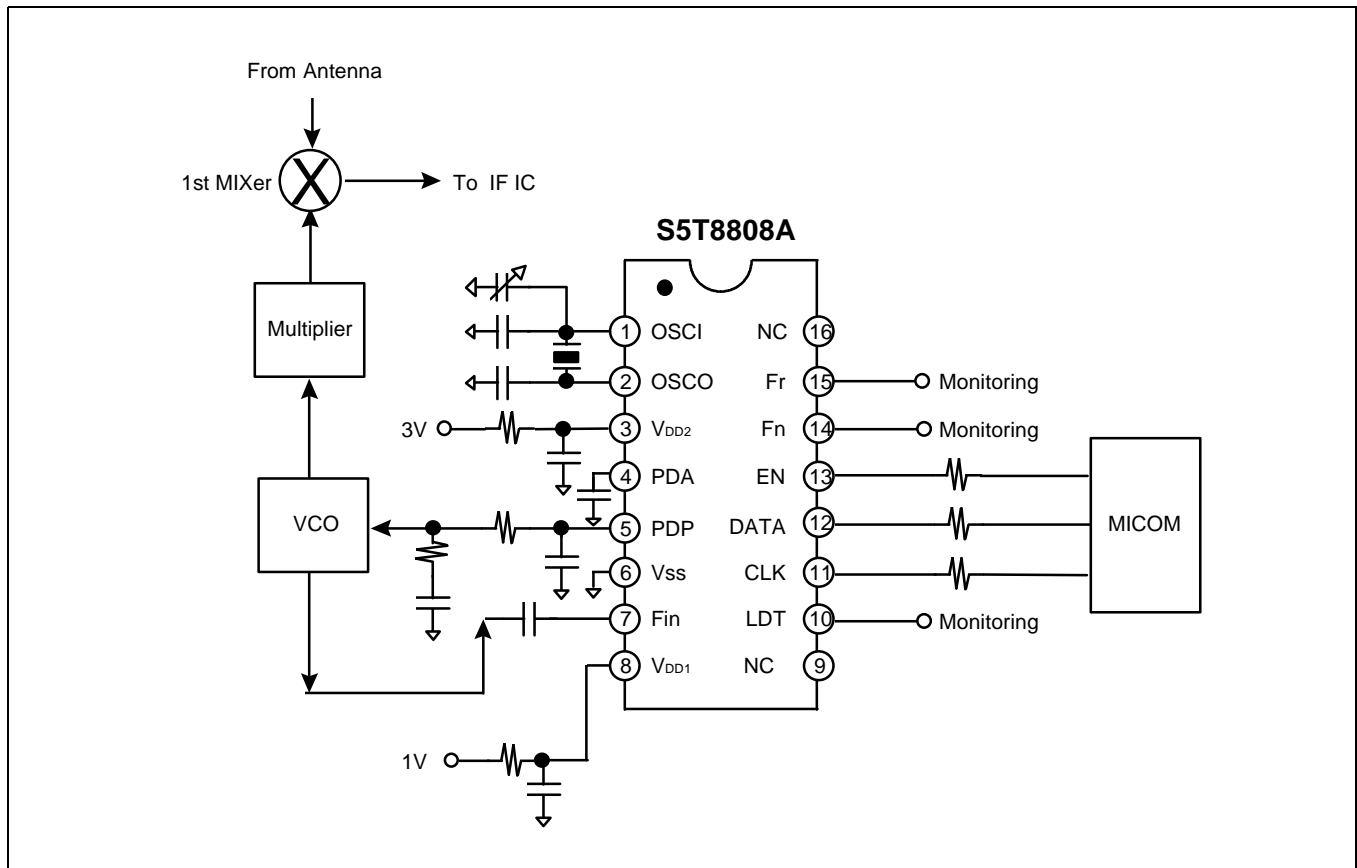 From Antenna
1st MIXer
X
To IF IC
S5T8808A
Multiplier
1 OSCI
NC 16
2 OSCO
Fr 15
Monitoring
3V
3 VDD2
Fn 14
Monitoring
4 PDA
EN 13
VCO
5 PDP
DATA 12
MICOM
6 Vss
CLK 11
7 Fin
LDT 10
Monitoring
8 VDD1
NC 9
1V